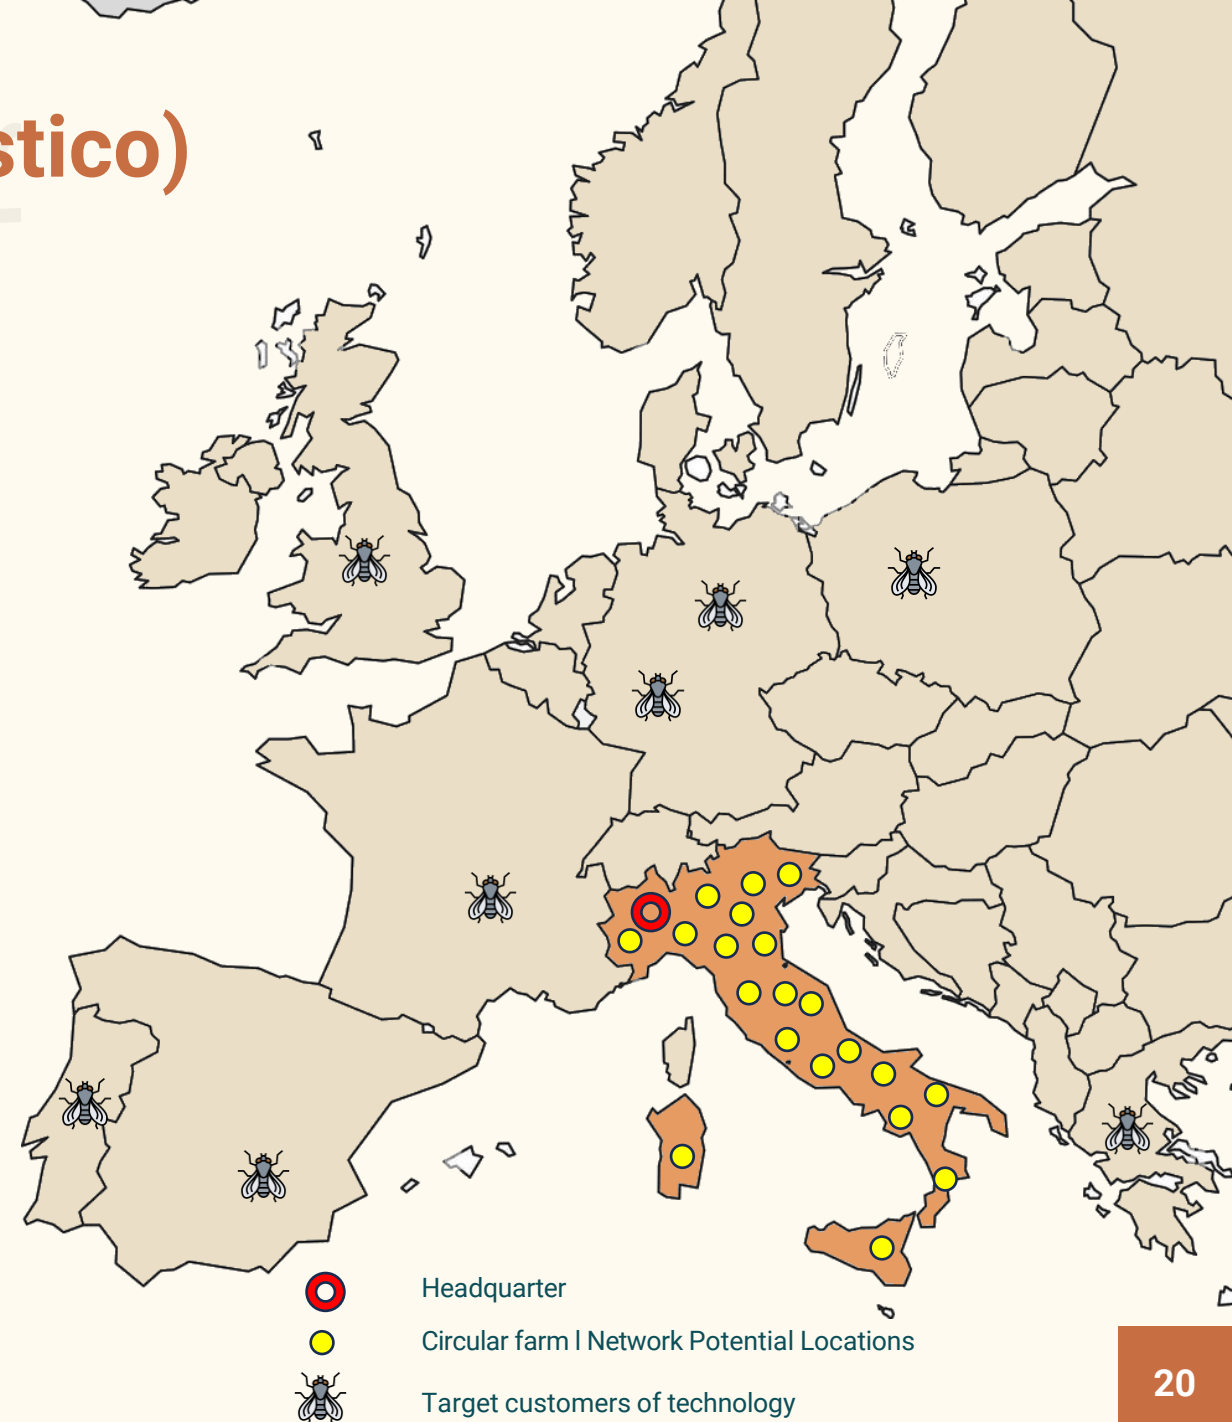 stico)
Headquarter
Circular farm l Network Potential Locations
Target customers of technology
20